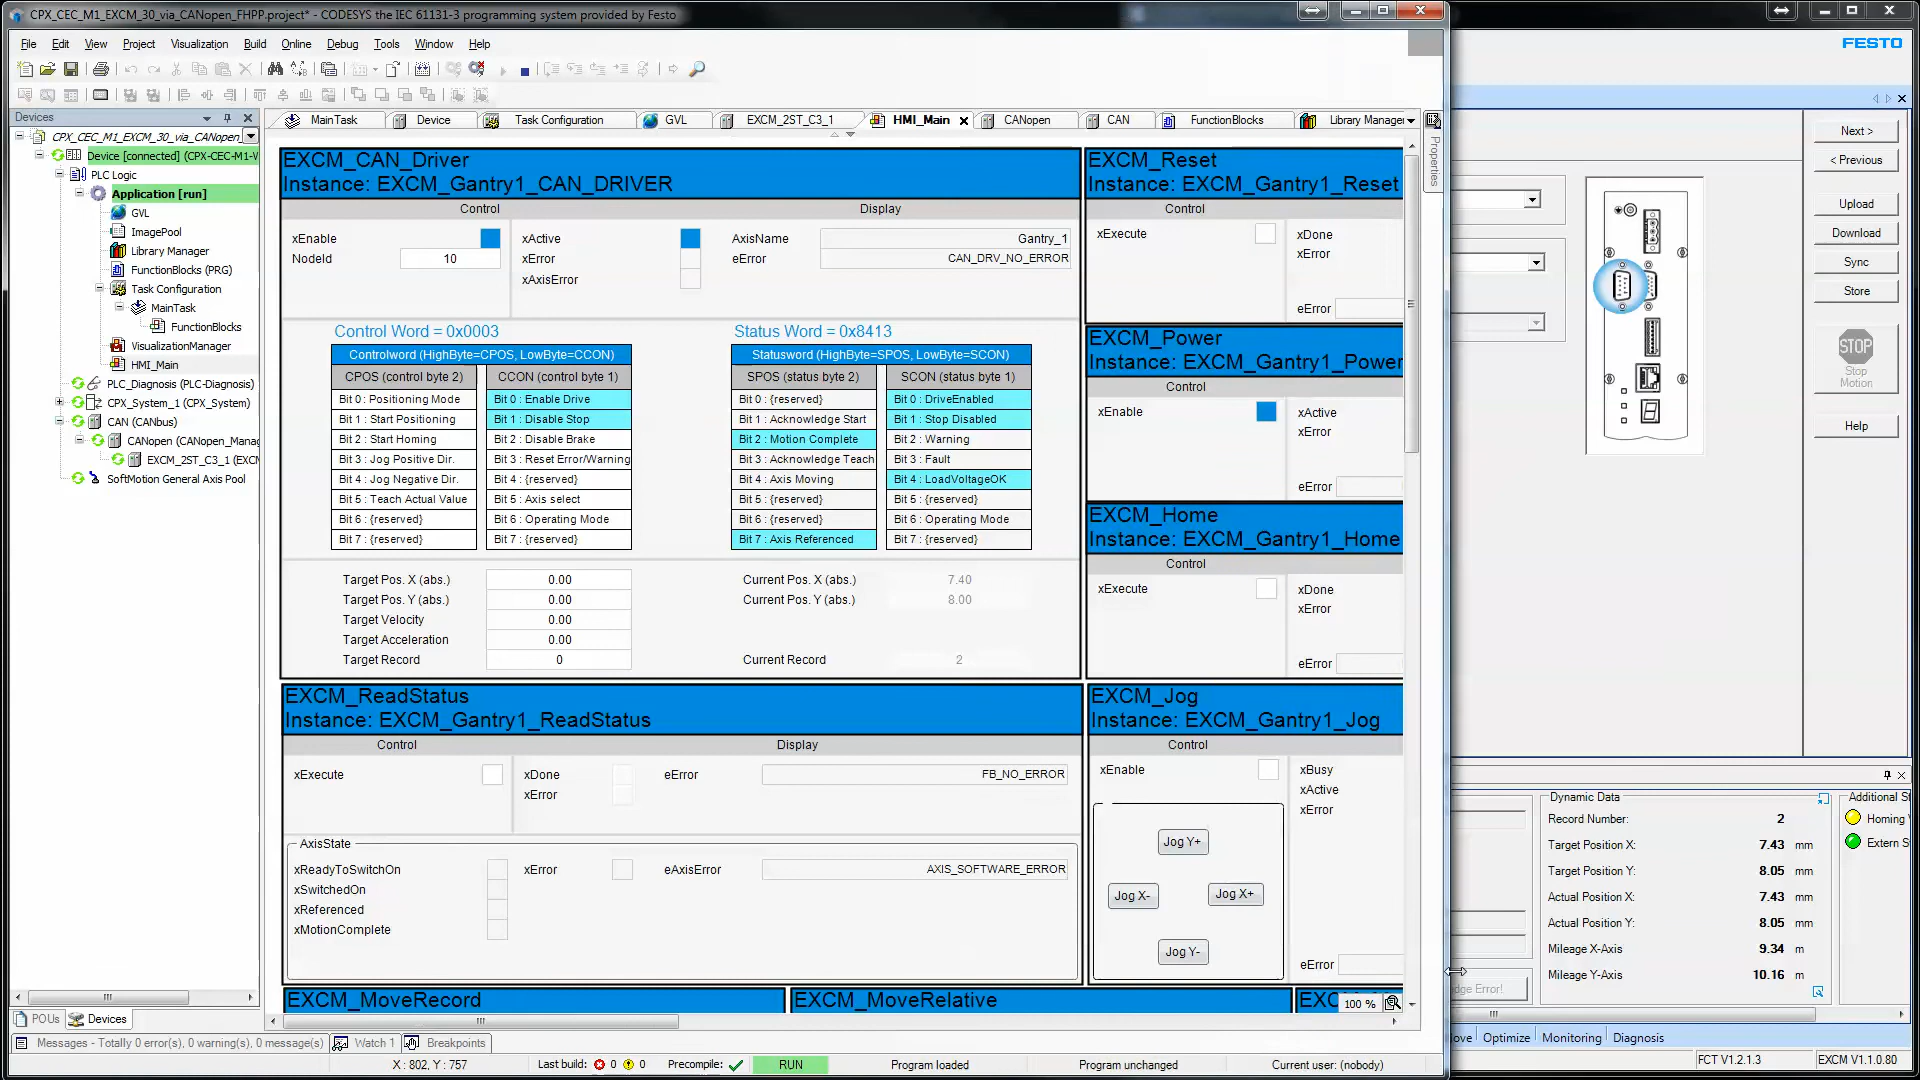 CPX_CEC_M1_EXCM_30_via_CANopen_FHPP.project* - CODESYS the IEC 61131-3 programming system provided by Festo
File Edit View Project Visualization Build Online Debug Tools Window Help
FESTO
Devices
MainTask Device Task Configuration GVL EXCM_2ST_C3_1 HMI_Main CANopen CAN FunctionBlocks Library Manager
Properties
CPX_CEC_M1_EXCM_30_via_CANopen
Device [connected] (CPX-CEC-M1-V
PLC Logic
Application [run]
GVL
ImagePool
Library Manager
FunctionBlocks (PRG)
Task Configuration
MainTask
FunctionBlocks
VisualizationManager
HMI_Main
PLC_Diagnosis (PLC-Diagnosis)
CPX_System_1 (CPX_System)
CAN (CANbus)
CANopen (CANopen_Manag
EXCM_2ST_C3_1 (EXC
SoftMotion General Axis Pool
POUs Devices
EXCM_CAN_Driver
Instance: EXCM_Gantry1_CAN_DRIVER
Control Display
xEnable xActive AxisName Gantry_1
NodeId 10 xError eError CAN_DRV_NO_ERROR
xAxisError
Control Word = 0x0003 Status Word = 0x8413
Controlword (HighByte=CPOS, LowByte=CCON) Statusword (HighByte=SPOS, LowByte=SCON)
CPOS (control byte 2) CCON (control byte 1) SPOS (status byte 2) SCON (status byte 1)
Bit 0 : Positioning Mode Bit 0 : Enable Drive Bit 0 : {reserved} Bit 0 : DriveEnabled
Bit 1 : Start Positioning Bit 1 : Disable Stop Bit 1 : Acknowledge Start Bit 1 : Stop Disabled
Bit 2 : Start Homing Bit 2 : Disable Brake Bit 2 : Motion Complete Bit 2 : Warning
Bit 3 : Jog Positive Dir. Bit 3 : Reset Error/Warning Bit 3 : Acknowledge Teach Bit 3 : Fault
Bit 4 : Jog Negative Dir. Bit 4 : {reserved} Bit 4 : Axis Moving Bit 4 : LoadVoltageOK
Bit 5 : Teach Actual Value Bit 5 : Axis select Bit 5 : {reserved} Bit 5 : {reserved}
Bit 6 : {reserved} Bit 6 : Operating Mode Bit 6 : {reserved} Bit 6 : Operating Mode
Bit 7 : {reserved} Bit 7 : {reserved} Bit 7 : Axis Referenced Bit 7 : {reserved}
Target Pos. X (abs.) 0.00 Current Pos. X (abs.) 7.40
Target Pos. Y (abs.) 0.00 Current Pos. Y (abs.) 8.00
Target Velocity 0.00
Target Acceleration 0.00
Target Record 0 Current Record 2
EXCM_ReadStatus
Instance: EXCM_Gantry1_ReadStatus
Control Display
xExecute xDone eError FB_NO_ERROR
xError
AxisState
xReadyToSwitchOn xError eAxisError AXIS_SOFTWARE_ERROR
xSwitchedOn
xReferenced
xMotionComplete
EXCM_MoveRecord EXCM_MoveRelative EXC
100 %
EXCM_Reset
Instance: EXCM_Gantry1_Reset
Control
xExecute xDone
xError
eError
EXCM_Power
Instance: EXCM_Gantry1_Power
Control
xEnable xActive
xError
eError
EXCM_Home
Instance: EXCM_Gantry1_Home
Control
xExecute xDone
xError
eError
EXCM_Jog
Instance: EXCM_Gantry1_Jog
Control
xEnable xBusy
xActive
xError
Jog Y+
Jog X- Jog X+
Jog Y-
eError
Next >
< Previous
Upload
Download
Sync
Store
STOP
Stop
Motion
Help
Dynamic Data Additional St
Record Number: 2 Homing
Target Position X: 7.43 mm Extern S
Target Position Y: 8.05 mm
Actual Position X: 7.43 mm
Actual Position Y: 8.05 mm
Mileage X-Axis 9.34 m
Mileage Y-Axis 10.16 m
dge Error!
ove Optimize Monitoring Diagnosis
FCT V1.2.1.3 EXCM V1.1.0.80
Messages - Totally 0 error(s), 0 warning(s), 0 message(s) Watch 1 Breakpoints
X : 802, Y : 757 Last build: 0 0 Precompile: RUN Program loaded Program unchanged Current user: (nobody)